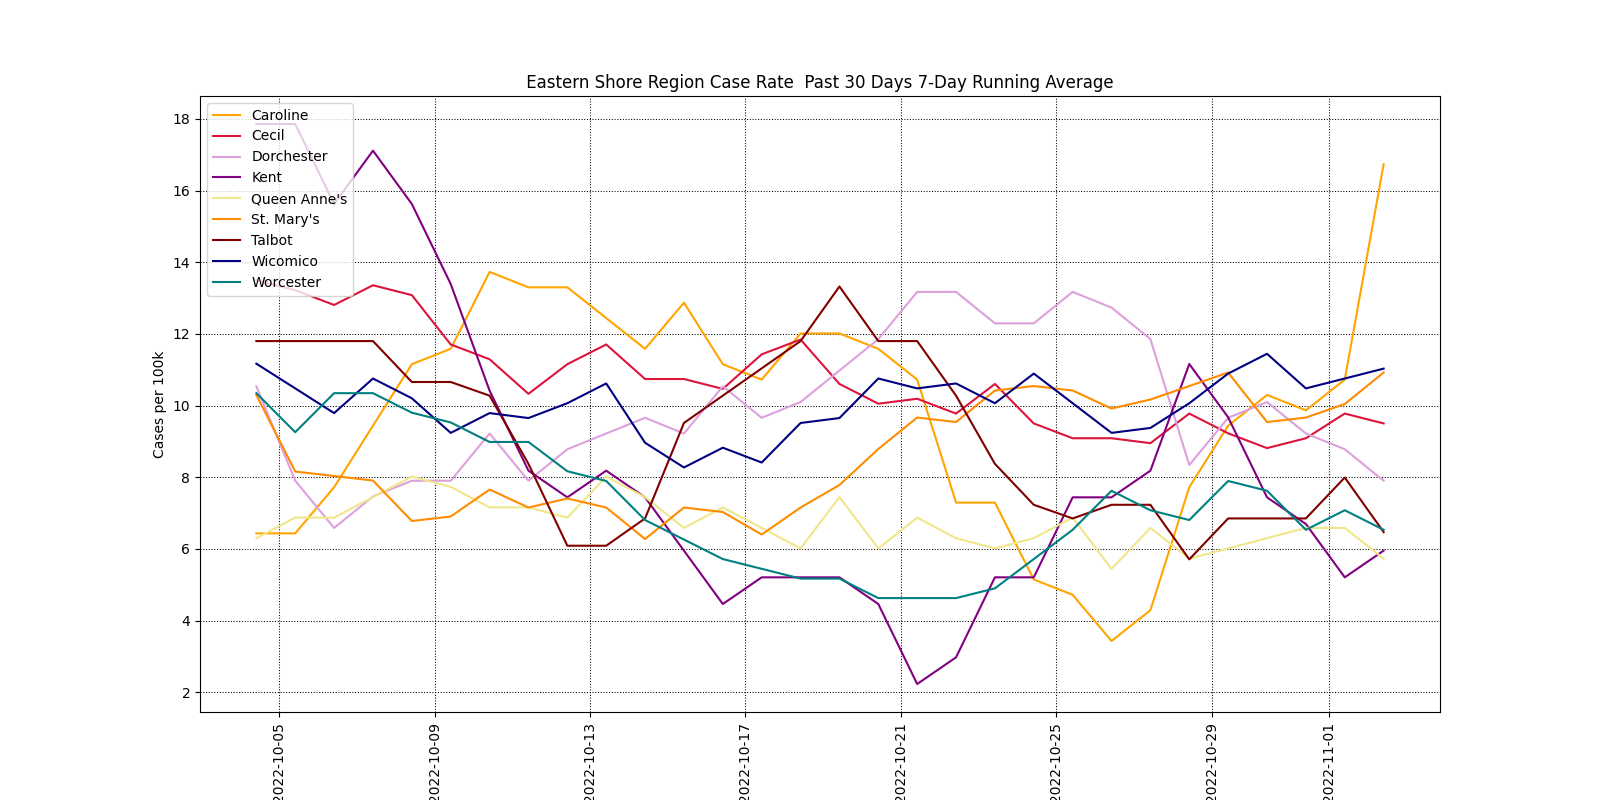 Eastern Shore Region Case Rate  Past 30 Days 7-Day Running Average
Caroline
Cecil
Dorchester
Kent
Queen Anne's
St. Mary's
Talbot
Wicomico
Worcester
Cases per 100k
18
16
14
12
10
8
6
4
2
2022-10-05
2022-10-09
2022-10-13
2022-10-17
2022-10-21
2022-10-25
2022-10-29
2022-11-01